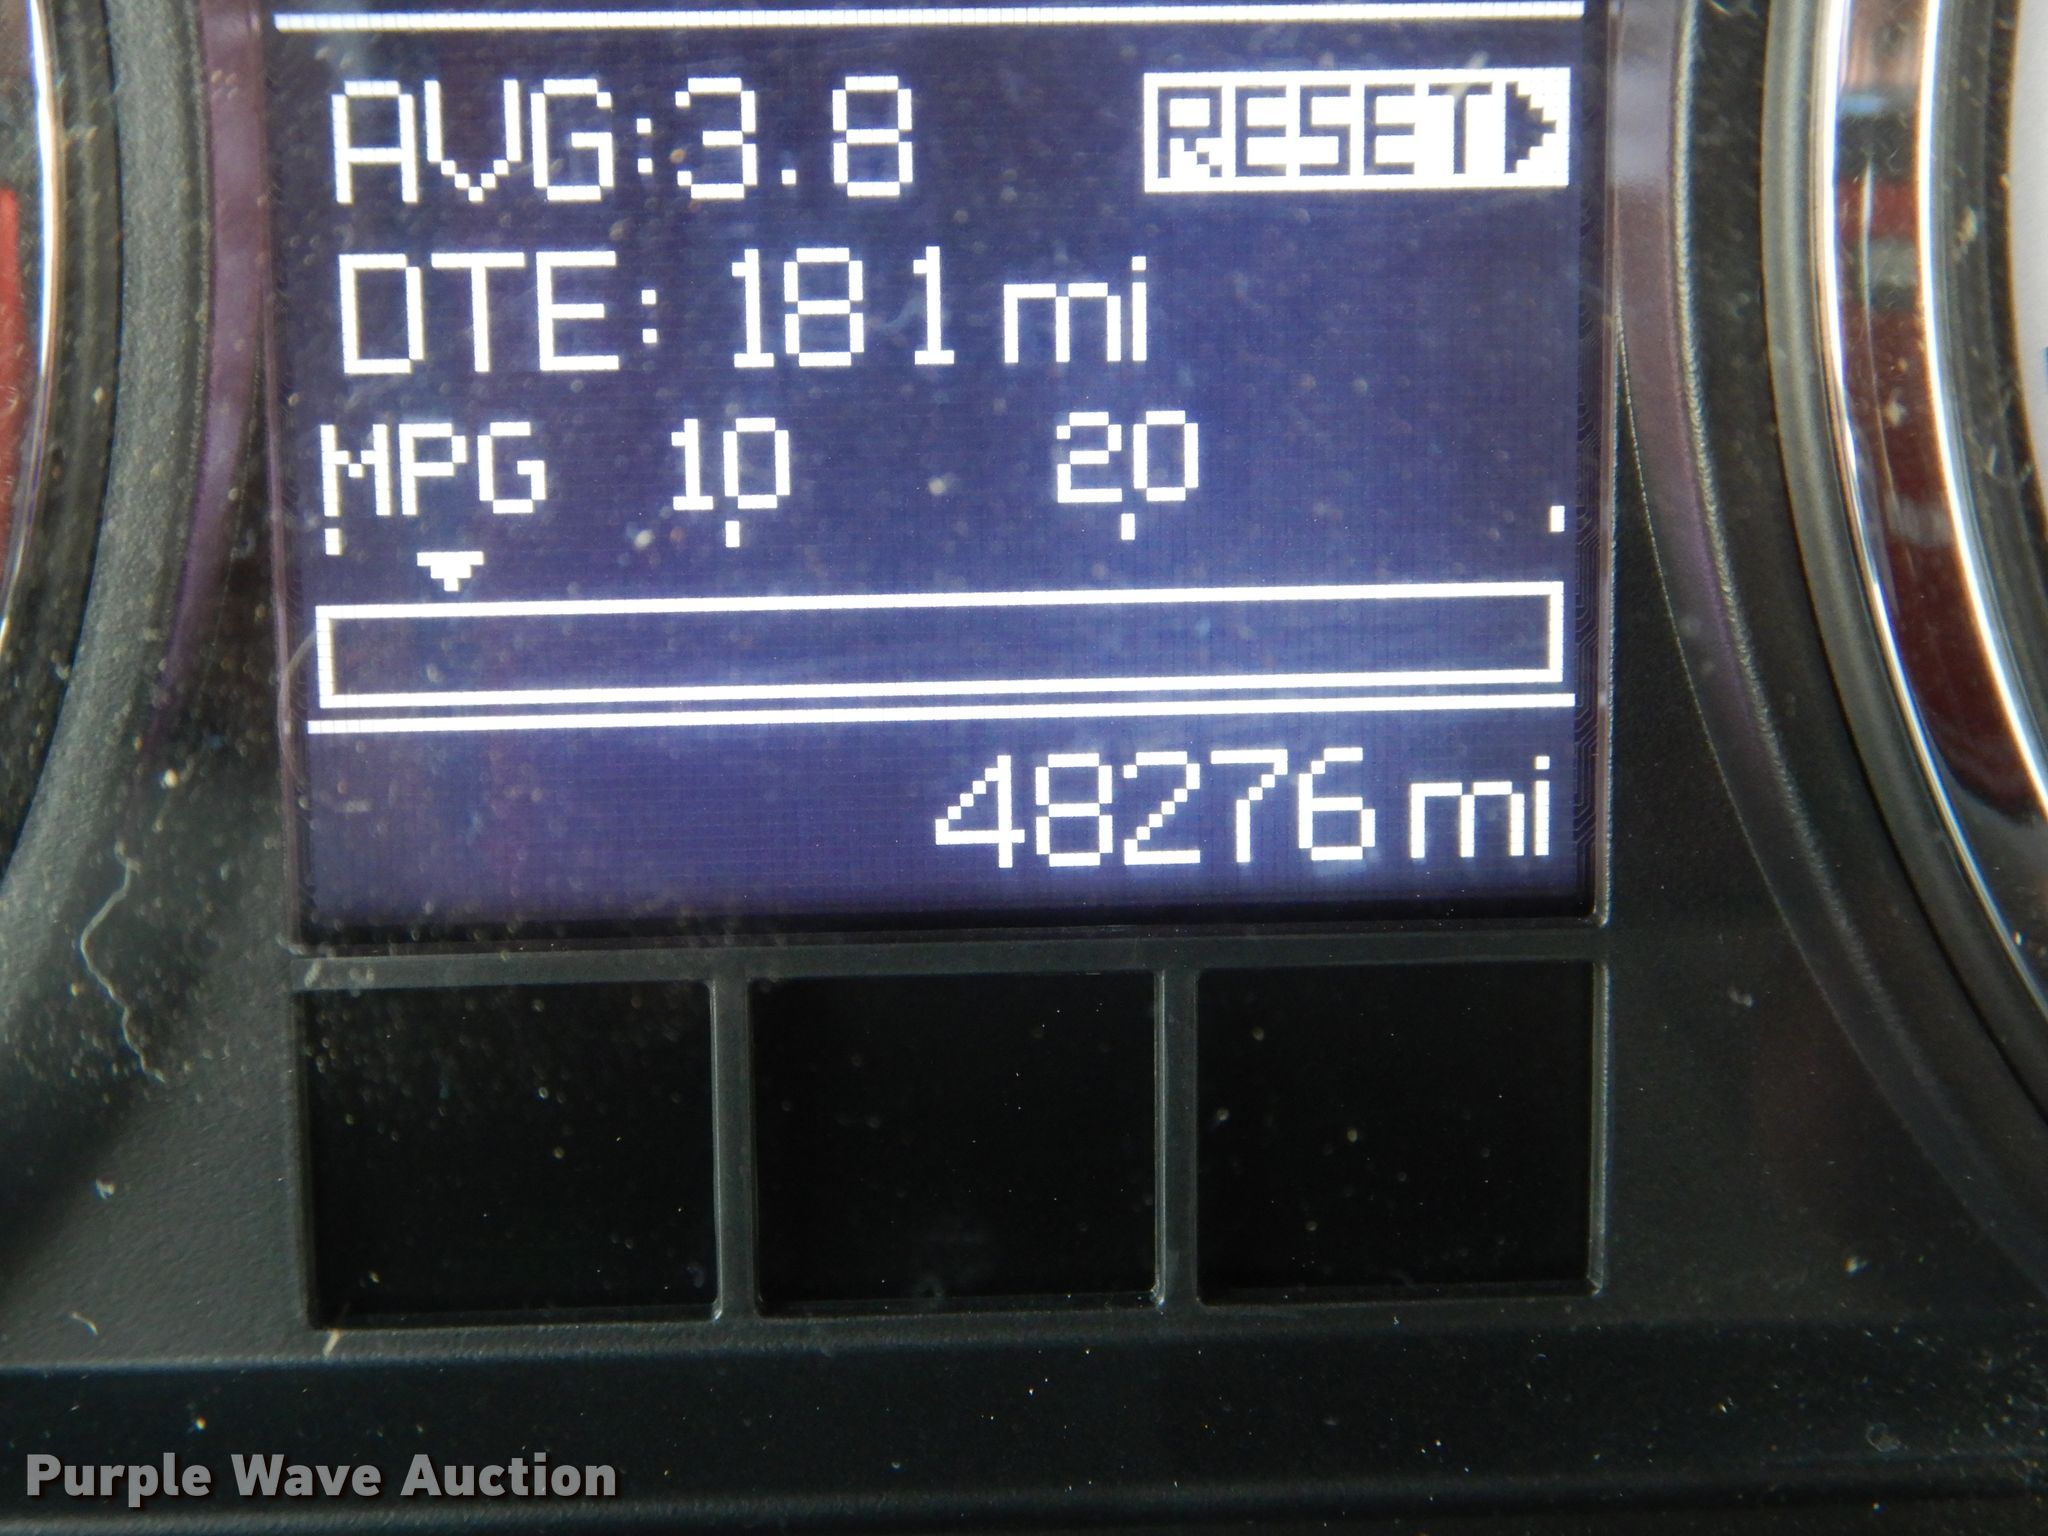 AVG:3.8 RESET
DTE: 181 mi
MPG 10 20
48276 mi
Purple Wave Auction